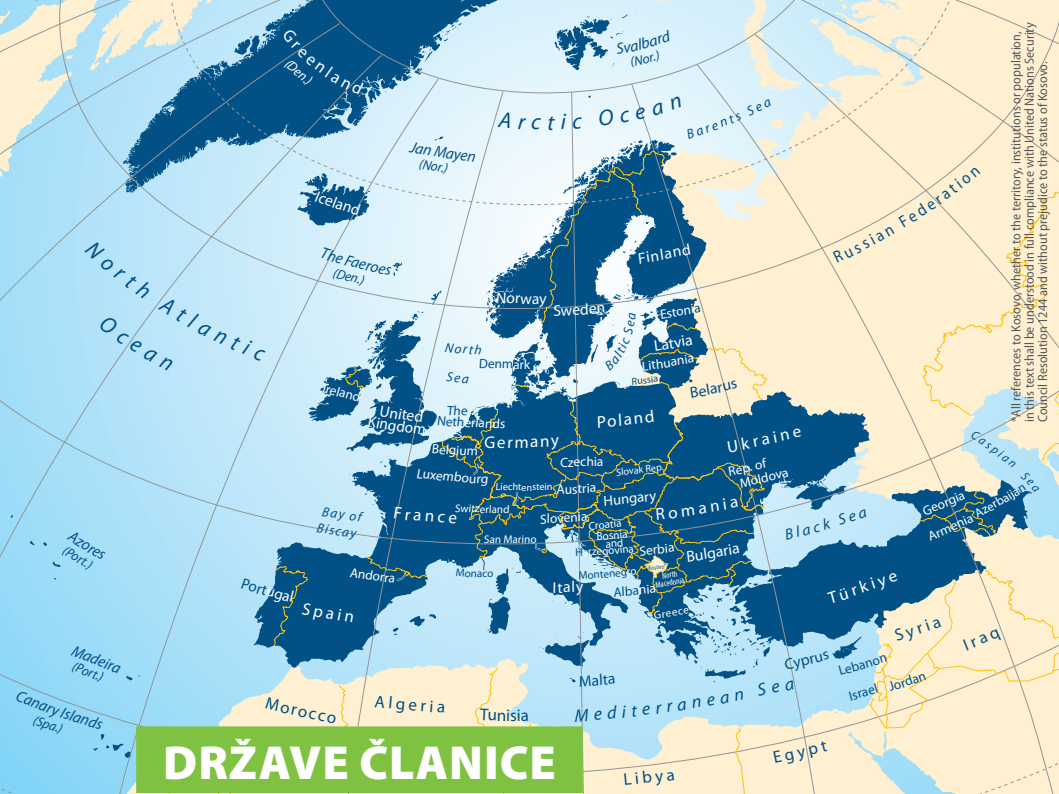 Greenland
(Den.)
Svalbard
(Nor.)
Arctic Ocean
Barents Sea
Jan Mayen
(Nor.)
Iceland
Russian Federation
*All references to Kosovo, whether to the territory, institutions or population,
in this text shall be understood in full compliance with United Nations Security
Council Resolution 1244 and without prejudice to the status of Kosovo.
The Faeroes
(Den.)
North Atlantic
Ocean
Finland
Norway
Sweden
Estonia
Baltic Sea
Latvia
Lithuania
North
Sea
Denmark
Russia
Belarus
Ireland
United
Kingdom
The
Netherlands
Poland
Germany
Ukraine
Belgium
Czechia
Slovak Rep.
Rep. of
Moldova
Luxembourg
Liechtenstein
Austria
Hungary
Caspian Sea
Switzerland
France
Slovenia
Croatia
Romania
Georgia
Azerbaijan
Armenia
Bay of
Biscay
San Marino
Bosnia
and
Herzegovina
Serbia
Bulgaria
Black Sea
Azores
(Port.)
Monaco
Andorra
Montenegro
North
Macedonia
Italy
Albania
Portugal
Spain
Greece
Türkiye
Syria
Iraq
Cyprus
Lebanon
Israel
Jordan
Madeira
(Port.)
Malta
Mediterranean Sea
Canary Islands
(Spa.)
Morocco
Algeria
Tunisia
Libya
Egypt
DRŽAVE ČLANICE